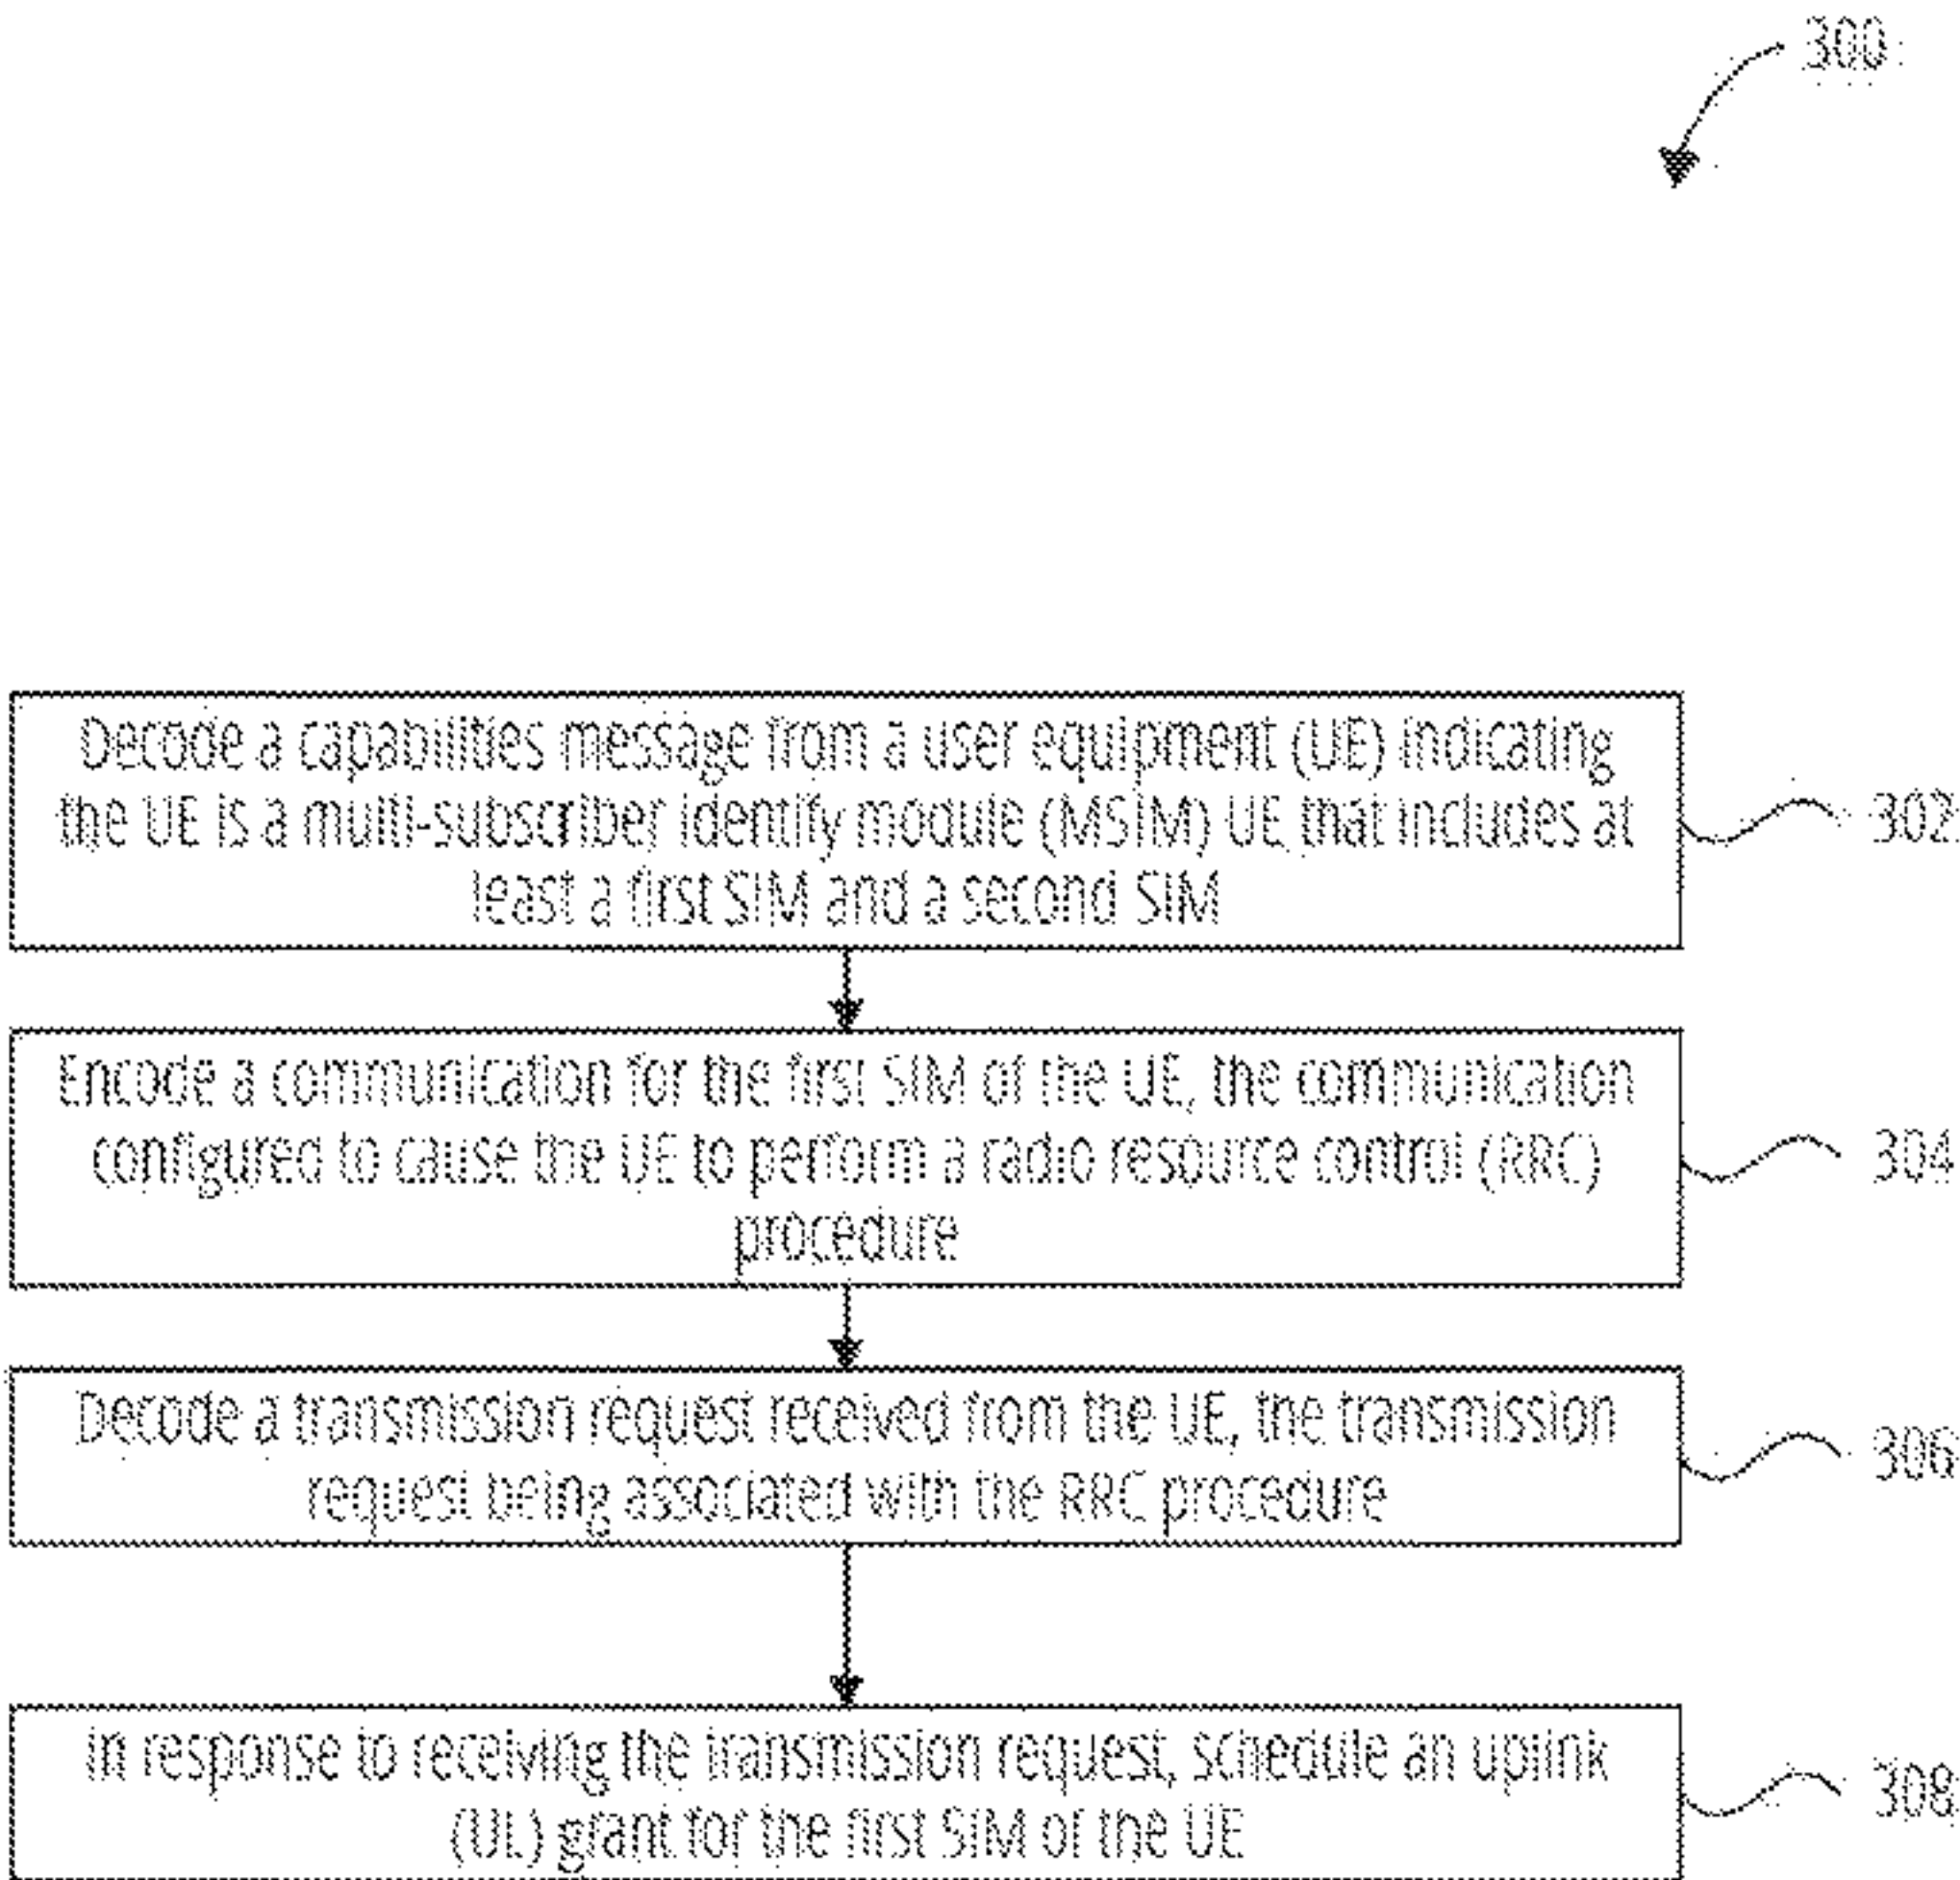 300
Decode a capabilities message from a user equipment (UE) indicating
the UE is a multi-subscriber identify module (MSIM) UE that includes at
least a first SIM and a second SIM
302
Encode a communication for the first SIM of the UE, the communication
configured to cause the UE to perform a radio resource control (RRC)
procedure
304
Decode a transmission request received from the UE, the transmission
request being associated with the RRC procedure
306
in response to receiving the transmission request, schedule an uplink
(UL) grant for the first SIM of the UE
308